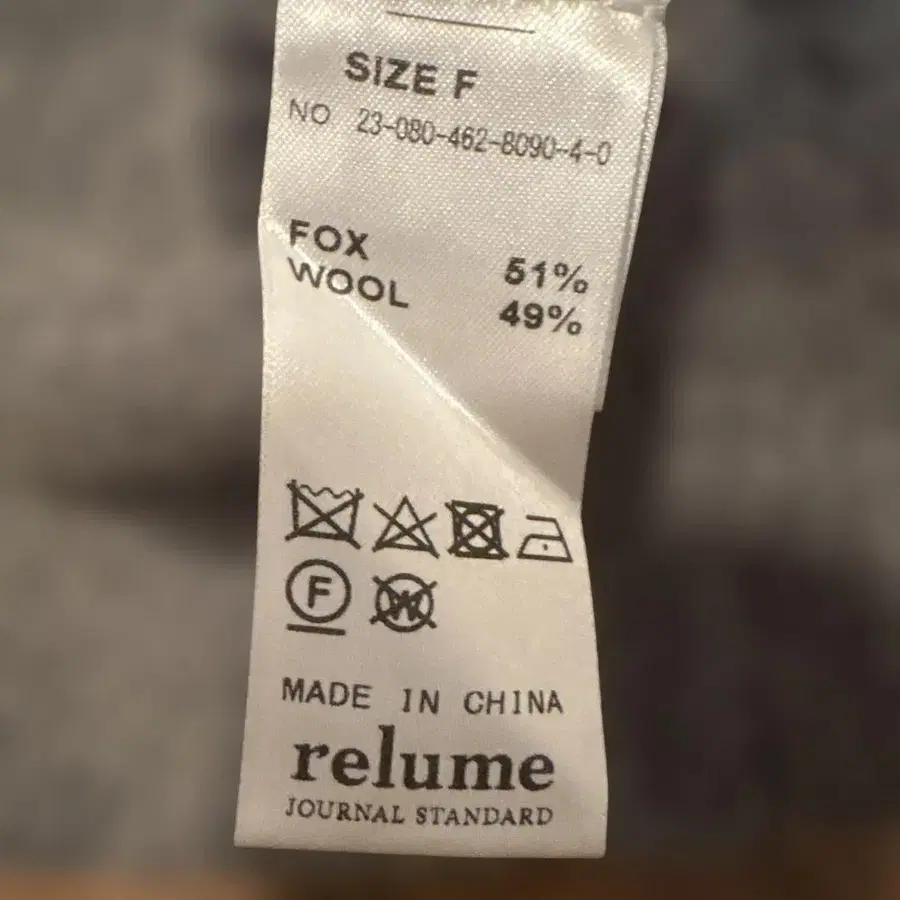 SIZE F
NO 23-080-462-8090-4-0
FOX 51%
WOOL 49%
F
W
MADE IN CHINA
relume
JOURNAL STANDARD